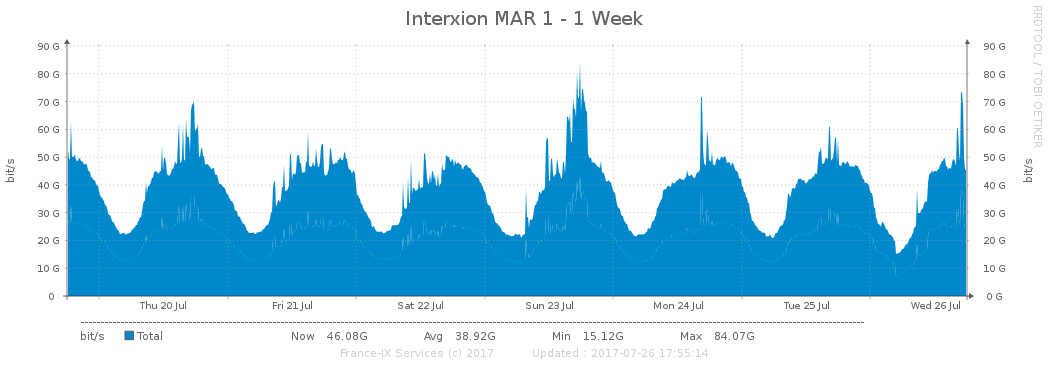 Interxion MAR 1 - 1 Week
RRDTOOL / TOBI OETIKER
90 G 90 G
80 G 80 G
70 G 70 G
60 G 60 G
50 G 50 G
40 G 40 G
30 G 30 G
20 G 20 G
10 G 10 G
0 0 G
bit/s
bit/s
Thu 20 Jul Fri 21 Jul Sat 22 Jul Sun 23 Jul Mon 24 Jul Tue 25 Jul Wed 26 Jul
bit/s Total Now 46.08G Avg 38.92G Min 15.12G Max 84.07G
France-IX Services (c) 2017 Updated : 2017-07-26 17:55:14